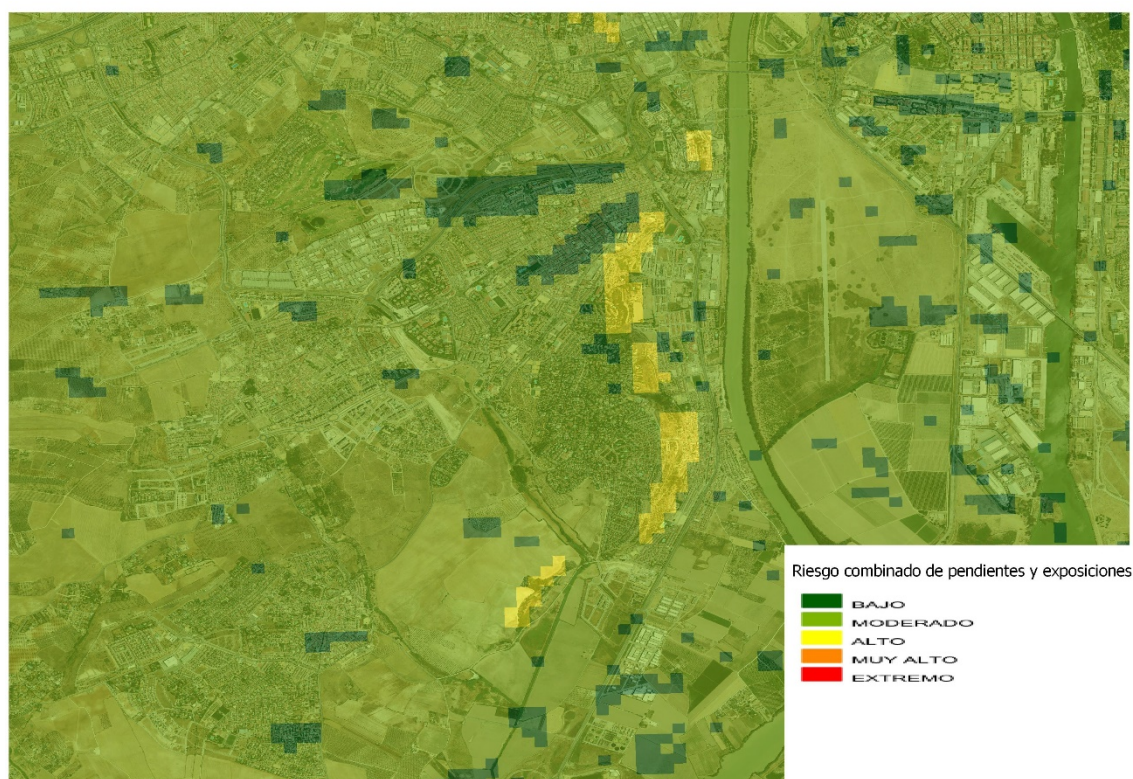 Riesgo combinado de pendientes y exposiciones
BAJO
MODERADO
ALTO
MUY ALTO
EXTREMO